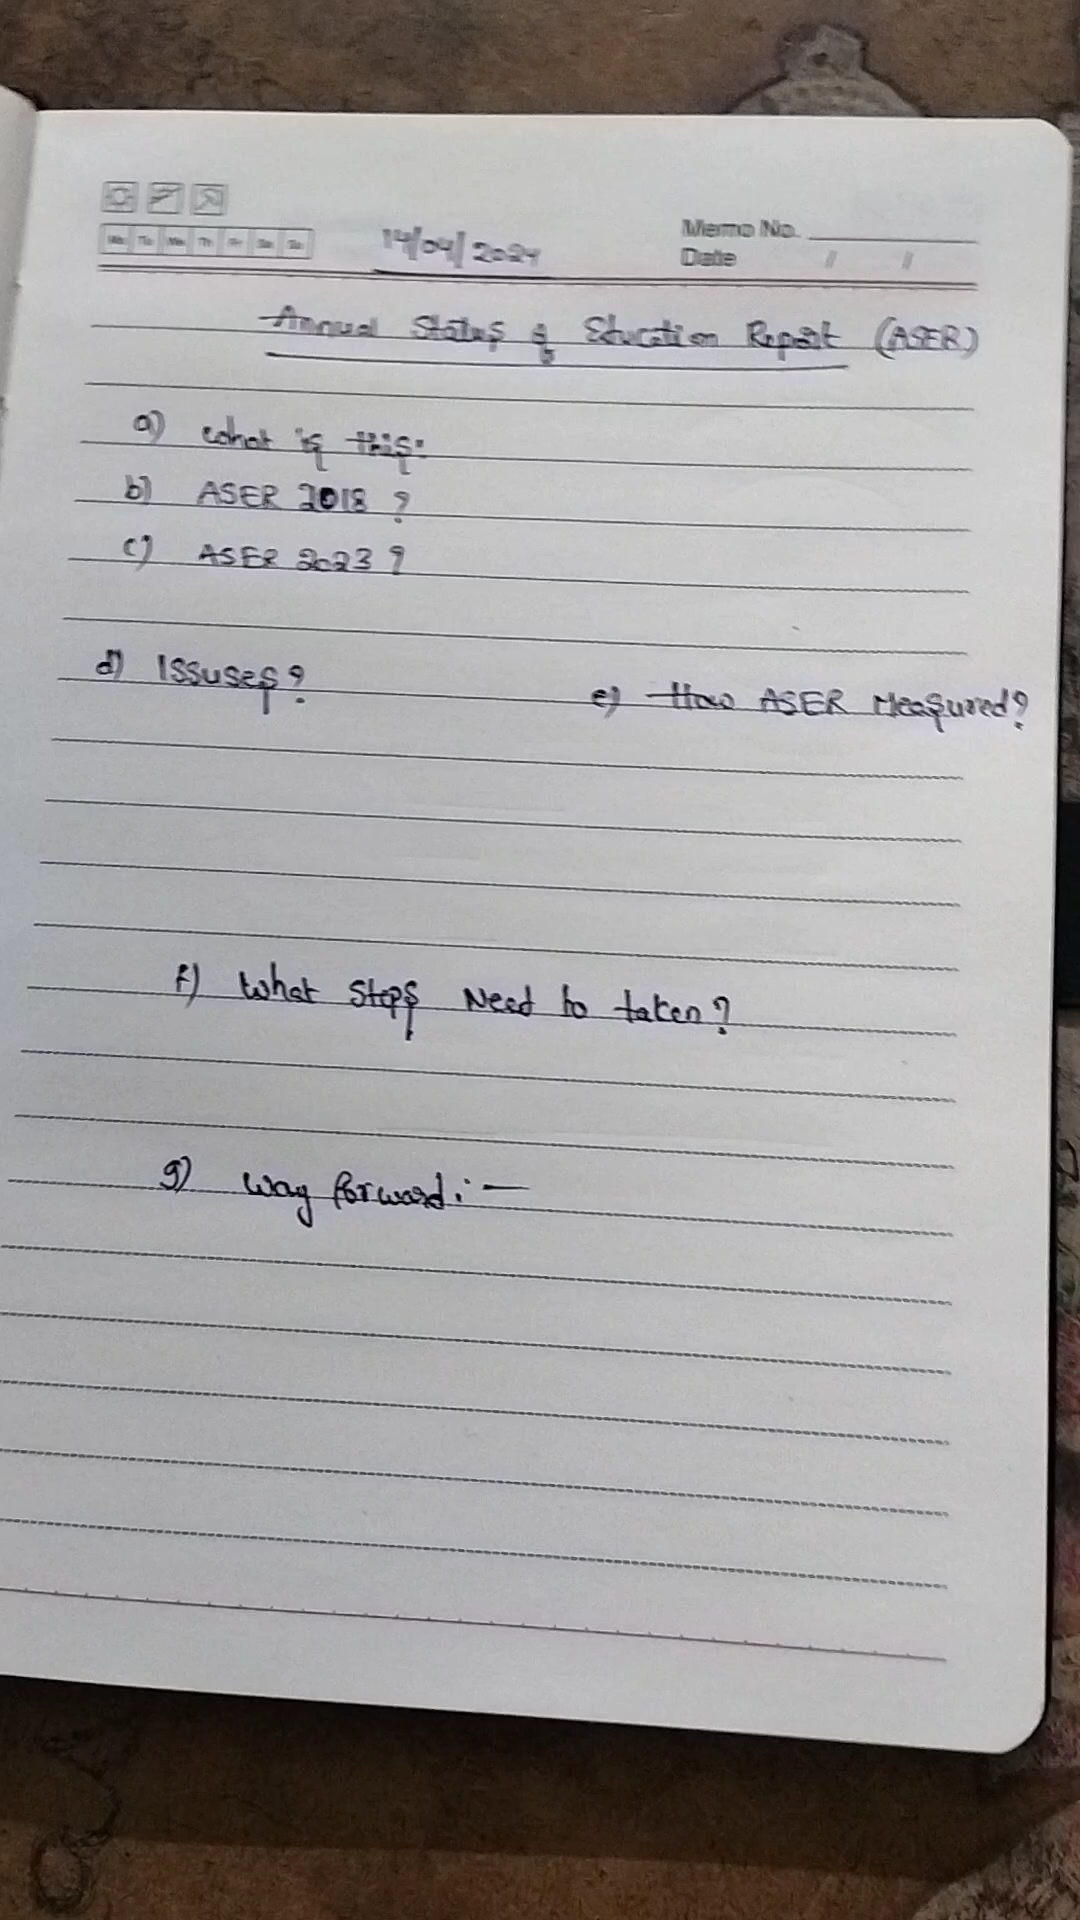 14/04/2024
Memo No.
Date / /
Annual Status of Education Report (ASER)
a) What is this:
b) ASER 2018 ?
c) ASER 2023 ?
d) Issuses?
e) How ASER Measured?
f) What Steps Need to taken?
g) Way forward :-